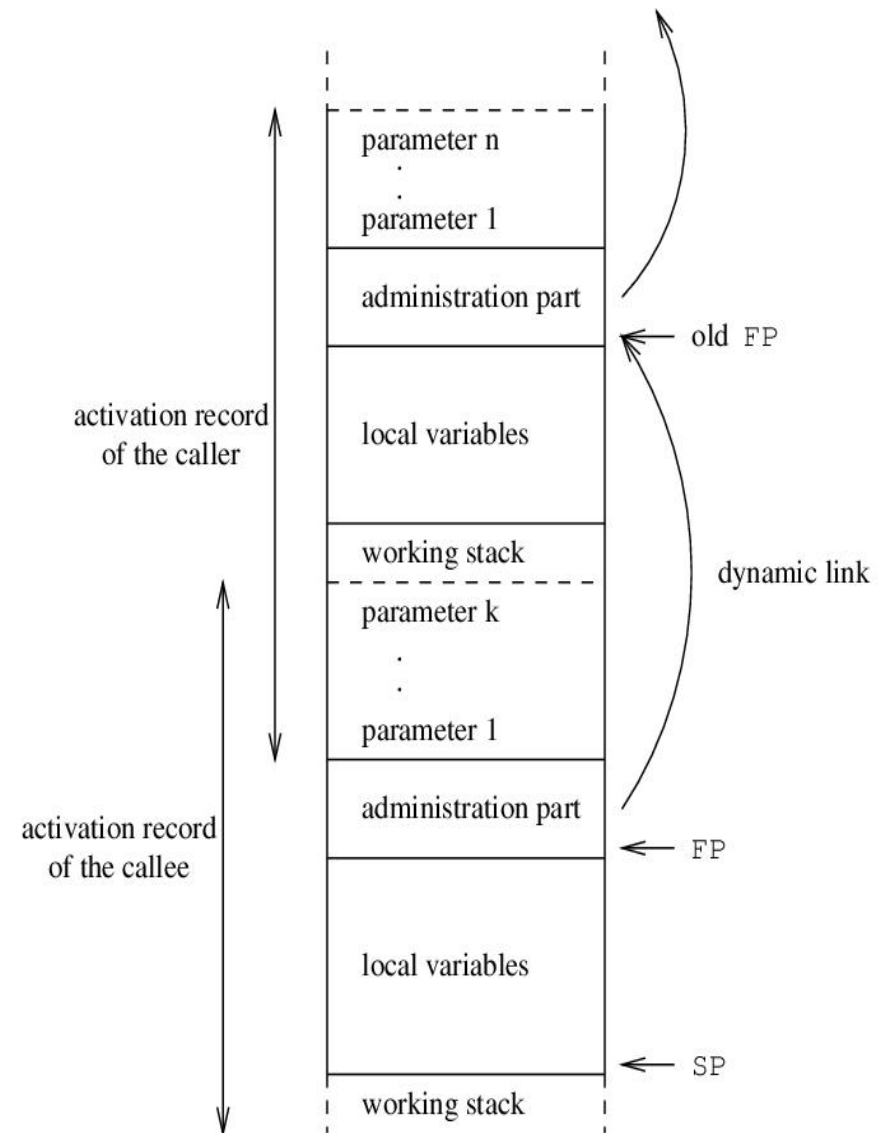 parameter n
.
.
parameter 1
administration part
old FP
activation record
of the caller
local variables
working stack
dynamic link
parameter k
.
.
parameter 1
administration part
activation record
of the callee
FP
local variables
SP
working stack